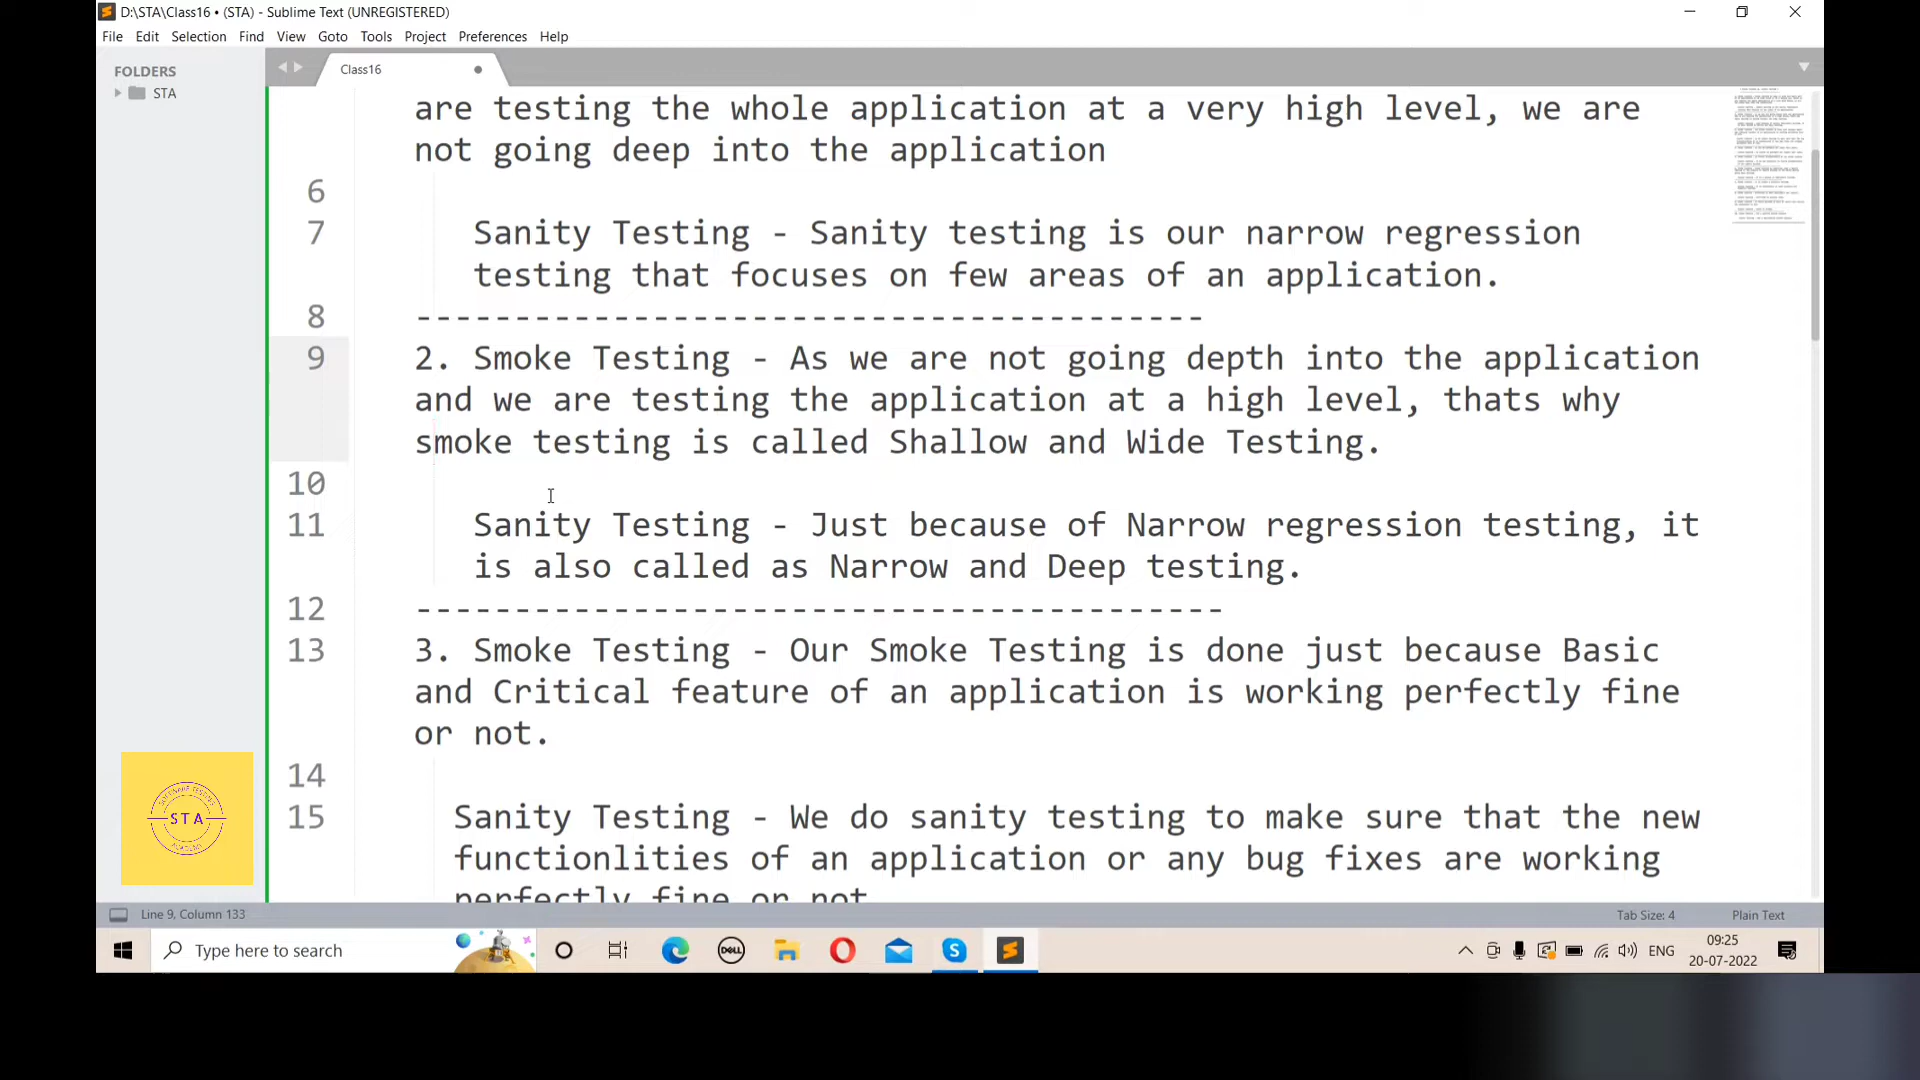 D:\STA\Class16 • (STA) - Sublime Text (UNREGISTERED)
File Edit Selection Find View Goto Tools Project Preferences Help
FOLDERS
STA
Class16
are testing the whole application at a very high level, we are
not going deep into the application
6
7 Sanity Testing - Sanity testing is our narrow regression
testing that focuses on few areas of an application.
8 ----------------------------------------
9 2. Smoke Testing - As we are not going depth into the application
and we are testing the application at a high level, thats why
smoke testing is called Shallow and Wide Testing.
10
11 Sanity Testing - Just because of Narrow regression testing, it
is also called as Narrow and Deep testing.
12 -----------------------------------------
13 3. Smoke Testing - Our Smoke Testing is done just because Basic
and Critical feature of an application is working perfectly fine
or not.
14
15 Sanity Testing - We do sanity testing to make sure that the new
functionlities of an application or any bug fixes are working
perfectly fine or not
SOFTWARE TESTING
STA
ACADEMY
Line 9, Column 133
Tab Size: 4
Plain Text
Type here to search
DELL
ENG
09:25
20-07-2022